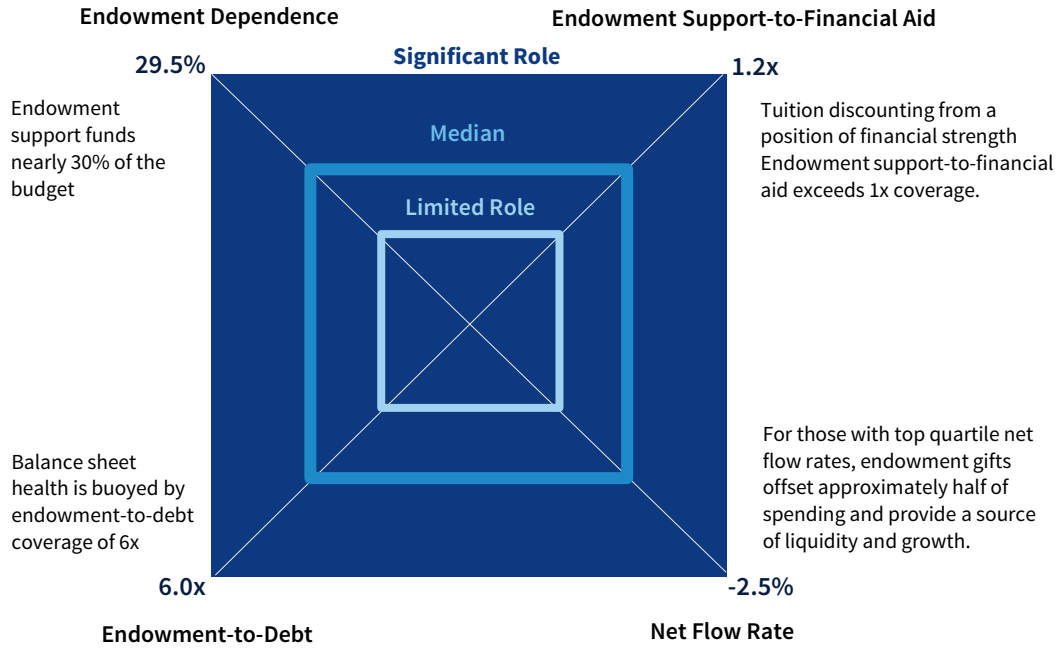 Endowment Dependence
Endowment Support-to-Financial Aid
29.5%
Significant Role
1.2x
Endowment
support funds
nearly 30% of the
budget
Median
Tuition discounting from a
position of financial strength
Endowment support-to-financial
aid exceeds 1x coverage.
Limited Role
Balance sheet
health is buoyed by
endowment-to-debt
coverage of 6x
For those with top quartile net
flow rates, endowment gifts
offset approximately half of
spending and provide a source
of liquidity and growth.
6.0x
-2.5%
Endowment-to-Debt
Net Flow Rate